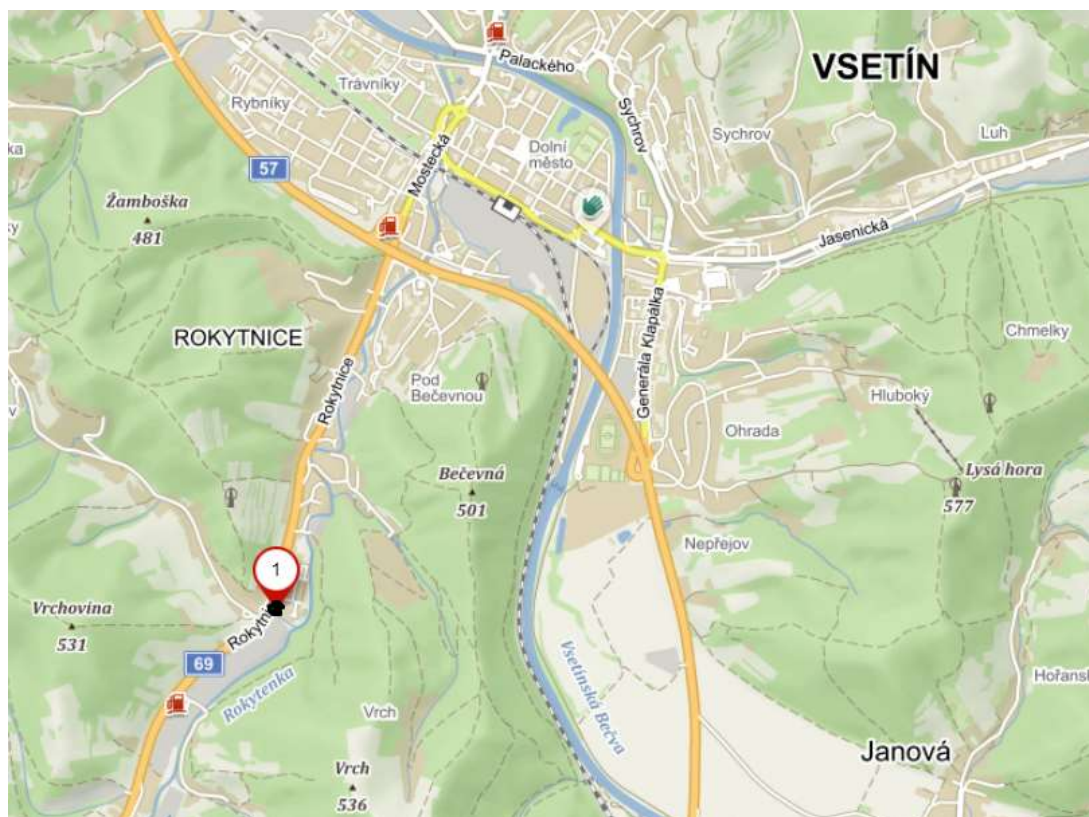 Palackého
VSETÍN
Trávníky
Rybníky
Sychrov
Sychrov
Luh
Dolní
město
Mostecká
57
Žamboška
481
Jasenická
ROKYTNICE
Generála Klapálka
Chmelky
Rokytnice
Pod
Bečevnou
Hluboký
Ohrada
Bečevná
501
Lysá hora
577
Nepřejov
1
Vrchovina
531
Rokytni
69
Rokytenka
Vsetínská Bečva
Vrch
Janová
Vrch
536